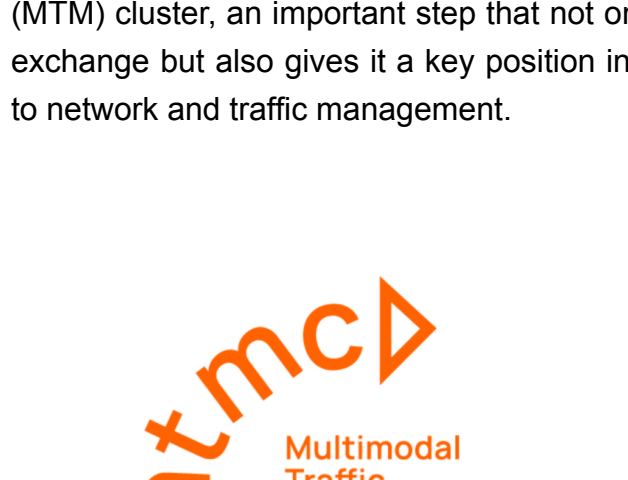 (MTM) cluster, an important step that not
exchange but also gives it a key position in
to network and traffic management.
tmc
Multimodal
Traffic